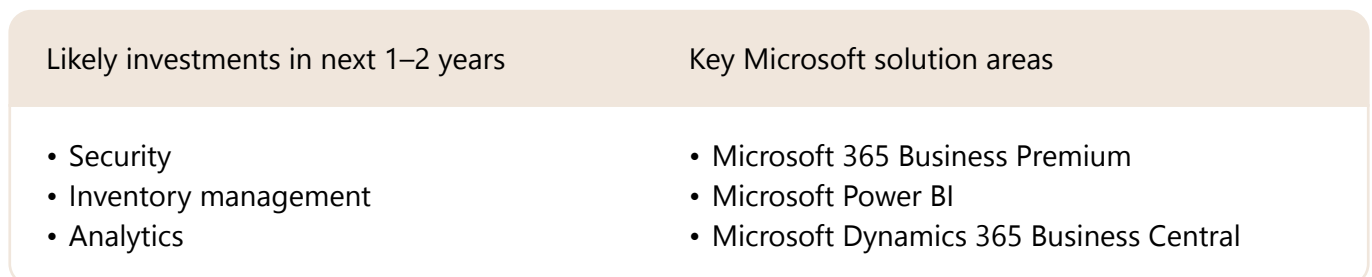 Likely investments in next 1–2 years
Key Microsoft solution areas
• Security
• Inventory management
• Analytics
• Microsoft 365 Business Premium
• Microsoft Power BI
• Microsoft Dynamics 365 Business Central